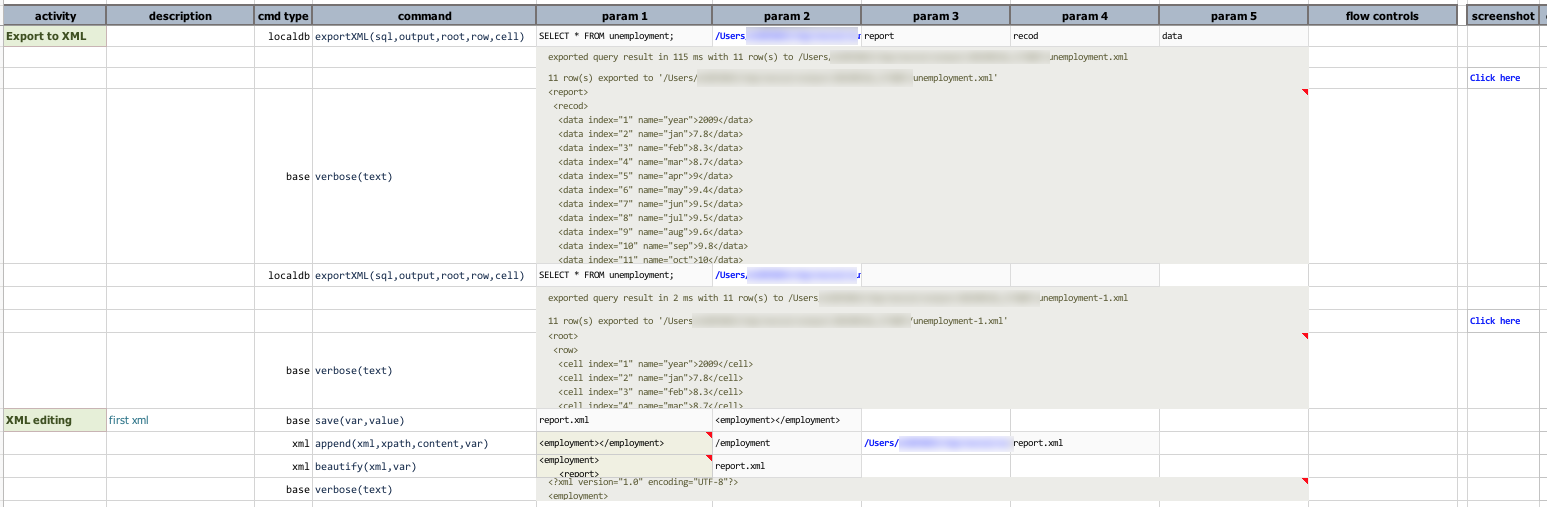 activity description cmd type command param 1 param 2 param 3 param 4 param 5 flow controls screenshot
Export to XML localdb exportXML(sql,output,root,row,cell) SELECT * FROM unemployment; /Users, report recod data
exported query result in 115 ms with 11 row(s) to /Users, unemployment.xml
11 row(s) exported to '/Users/ unemployment.xml' Click here
<report>
<recod>
<data index="1" name="year">2009</data>
<data index="2" name="jan">7.8</data>
<data index="3" name="feb">8.3</data>
<data index="4" name="mar">8.7</data>
<data index="5" name="apr">9</data>
base verbose(text)
<data index="6" name="may">9.4</data>
<data index="7" name="jun">9.5</data>
<data index="8" name="jul">9.5</data>
<data index="9" name="aug">9.6</data>
<data index="10" name="sep">9.8</data>
<data index="11" name="oct">10</data>
localdb exportXML(sql,output,root,row,cell) SELECT * FROM unemployment; /Users,
exported query result in 2 ms with 11 row(s) to /Users unemployment-1.xml
11 row(s) exported to '/Users /unemployment-1.xml' Click here
<root>
<row>
<cell index="1" name="year">2009</cell>
base verbose(text)
<cell index="2" name="jan">7.8</cell>
<cell index="3" name="feb">8.3</cell>
<cell index="4" name="mar">8.7</cell>
XML editing first xml base save(var,value) report.xml <employment></employment>
xml append(xml,xpath,content,var) <employment></employment> /employment /Users/ report.xml
xml beautify(xml,var) <employment> report.xml
<report>
<?xml version="1.0" encoding="UTF-8"?>
base verbose(text)
<employment>